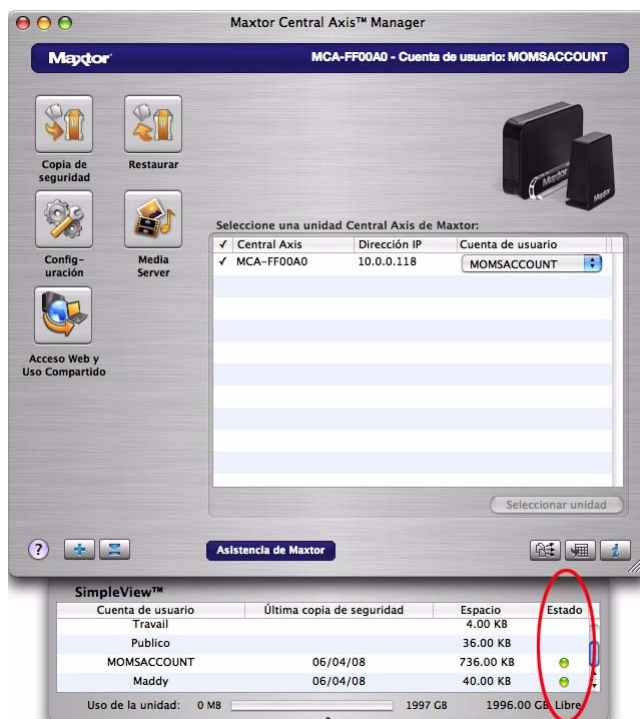 Maxtor Central Axis™ Manager
Maxtor
MCA-FF00A0 - Cuenta de usuario: MOMSACCOUNT
Copia de
seguridad
Restaurar
Maxtor
Maxtor
Config-
uración
Media
Server
Acceso Web y
Uso Compartido
Seleccione una unidad Central Axis de Maxtor:
✓ Central Axis Dirección IP Cuenta de usuario
✓ MCA-FF00A0 10.0.0.118 MOMSACCOUNT
Seleccionar unidad
? Asistencia de Maxtor i
SimpleView™
Cuenta de usuario Última copia de seguridad Espacio Estado
Travail 4.00 KB
Publico 36.00 KB
MOMSACCOUNT 06/04/08 736.00 KB
Maddy 06/04/08 40.00 KB
Uso de la unidad: 0 MB 1997 GB 1996.00 GB Libre